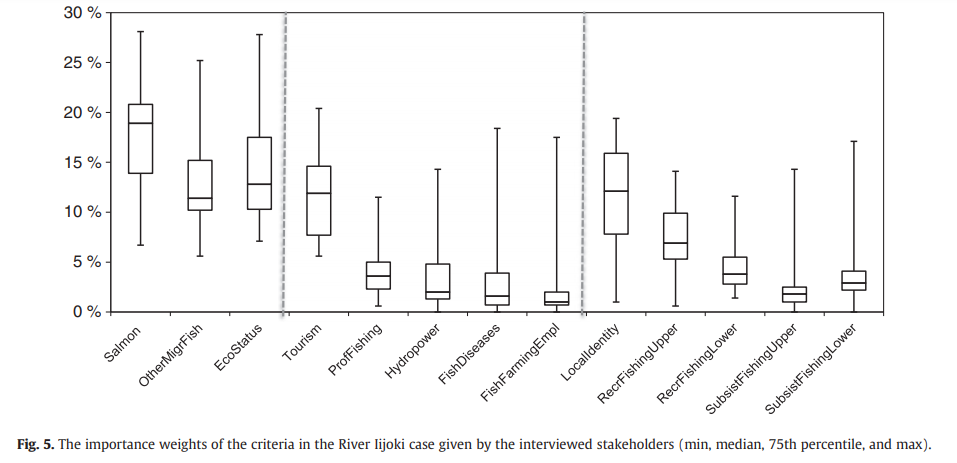 30 %
25 %
20 %
15 %
10 %
5 %
0 %
Salmon
OtherMigrFish
EcoStatus
Tourism
ProfFishing
Hydropower
FishDiseases
FishFarmingEmpl
LocalIdentity
RecrFishingUpper
RecrFishingLower
SubsistFishingUpper
SubsistFishingLower
Fig. 5. The importance weights of the criteria in the River Iijoki case given by the interviewed stakeholders (min, median, 75th percentile, and max).